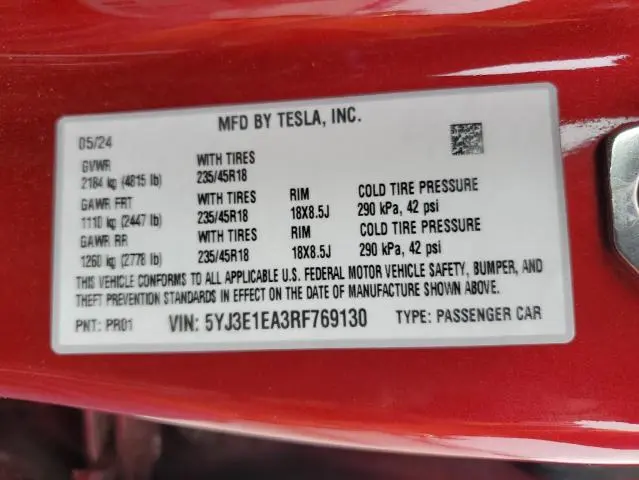 MFD BY TESLA, INC.
05/24
GVWR WITH TIRES
2184 kg (4815 lb) 235/45R18
GAWR FRT WITH TIRES RIM COLD TIRE PRESSURE
1110 kg (2447 lb) 235/45R18 18X8.5J 290 kPa, 42 psi
GAWR RR WITH TIRES RIM COLD TIRE PRESSURE
1260 kg (2778 lb) 235/45R18 18X8.5J 290 kPa, 42 psi
THIS VEHICLE CONFORMS TO ALL APPLICABLE U.S. FEDERAL MOTOR VEHICLE SAFETY, BUMPER, AND
THEFT PREVENTION STANDARDS IN EFFECT ON THE DATE OF MANUFACTURE SHOWN ABOVE.
PNT: PR01 VIN: 5YJ3E1EA3RF769130 TYPE: PASSENGER CAR